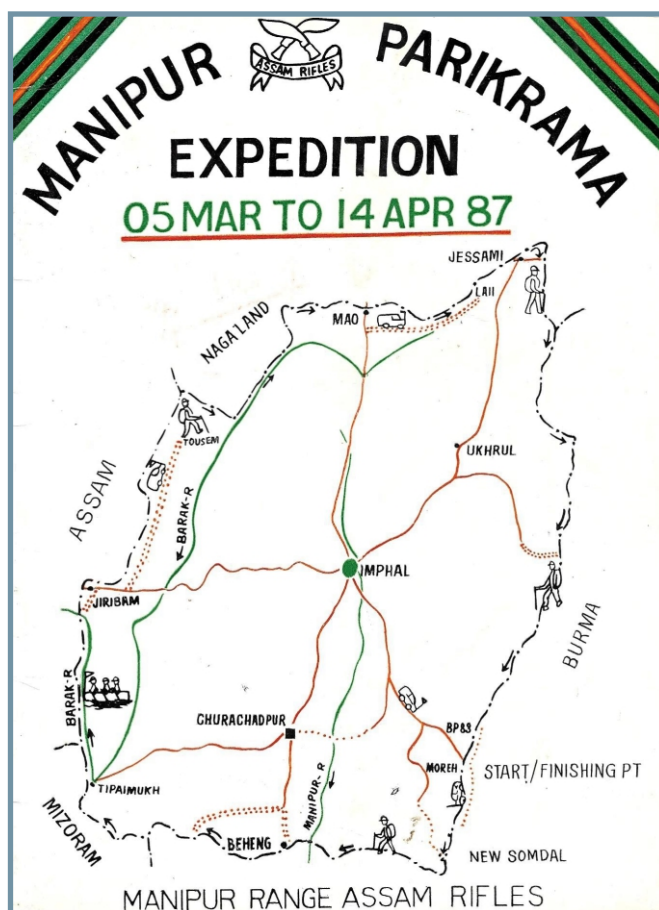 MANIPUR PARIKRAMA
ASSAM RIFLES
EXPEDITION
05 MAR TO 14 APR 87
JESSAMI
LAII
MAO
NAGALAND
TOUSEM
UKHRUL
ASSAM
BARAK-R
IMPHAL
JIRIBAM
BURMA
BARAK-R
CHURACHADPUR
BP 83
MOREH
START/FINISHING PT
MANIPUR-R
TIPAIMUKH
MIZORAM
BEHENG
NEW SOMDAL
MANIPUR RANGE ASSAM RIFLES